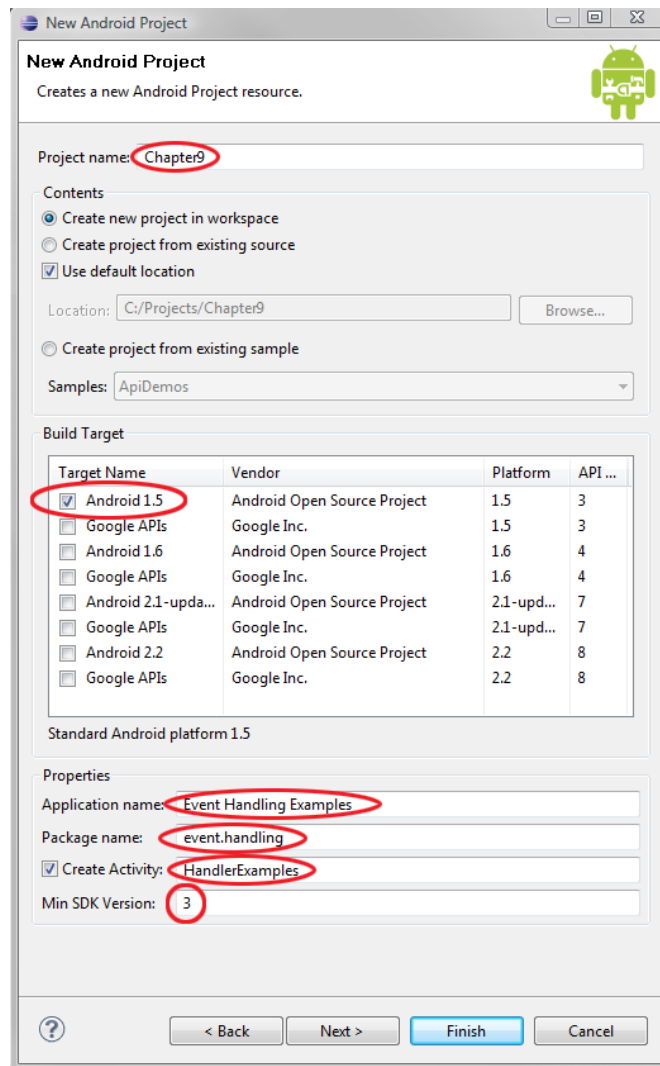 New Android Project
New Android Project
Creates a new Android Project resource.
Project name: Chapter9
Contents
Create new project in workspace
Create project from existing source
Use default location
Location: C:/Projects/Chapter9 Browse...
Create project from existing sample
Samples: ApiDemos
Build Target
Target Name Vendor Platform API ...
Android 1.5 Android Open Source Project 1.5 3
Google APIs Google Inc. 1.5 3
Android 1.6 Android Open Source Project 1.6 4
Google APIs Google Inc. 1.6 4
Android 2.1-upda... Android Open Source Project 2.1-upd... 7
Google APIs Google Inc. 2.1-upd... 7
Android 2.2 Android Open Source Project 2.2 8
Google APIs Google Inc. 2.2 8
Standard Android platform 1.5
Properties
Application name: Event Handling Examples
Package name: event.handling
Create Activity: HandlerExamples
Min SDK Version: 3
? < Back Next > Finish Cancel